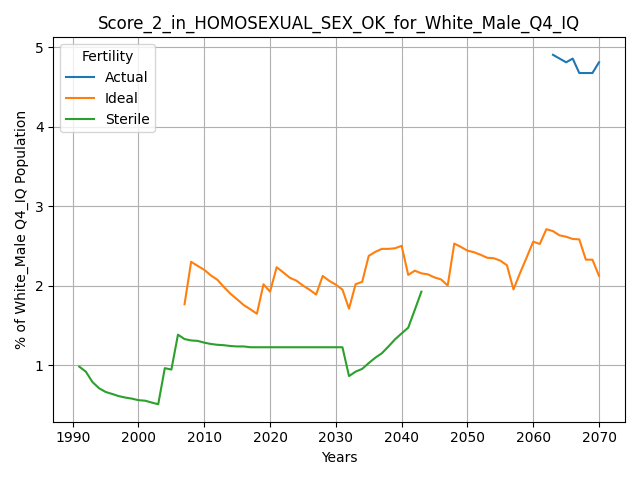 Score_2_in_HOMOSEXUAL_SEX_OK_for_White_Male_Q4_IQ
% of White_Male Q4_IQ Population
Fertility
Actual
Ideal
Sterile
5
4
3
2
1
1990 2000 2010 2020 2030 2040 2050 2060 2070
Years